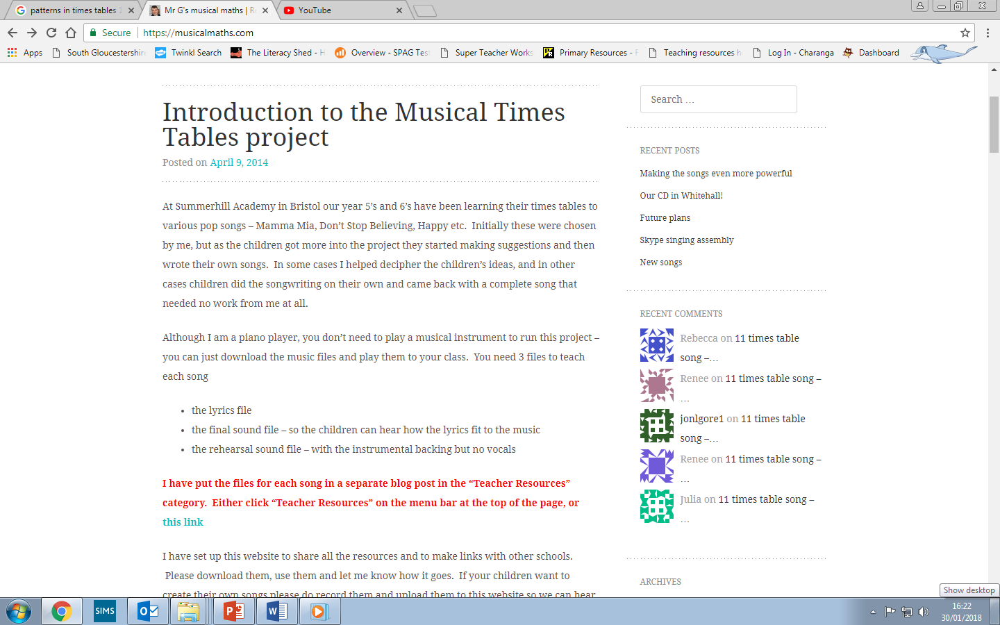 patterns in times tables 1
Mr G's musical maths | Re
YouTube
Secure
https://musicalmaths.com
Apps
South Gloucestershire
Twinkl Search
The Literacy Shed - H
Overview - SPAG Test
Super Teacher Works
Primary Resources - F
Teaching resources h
Log In - Charanga
Dashboard
Introduction to the Musical Times
Tables project
Posted on April 9, 2014
At Summerhill Academy in Bristol our year 5’s and 6’s have been learning their times tables to
various pop songs – Mamma Mia, Don’t Stop Believing, Happy etc.  Initially these were chosen
by me, but as the children got more into the project they started making suggestions and then
wrote their own songs.  In some cases I helped decipher the children’s ideas, and in other
cases children did the songwriting on their own and came back with a complete song that
needed no work from me at all.
Although I am a piano player, you don’t need to play a musical instrument to run this project –
you can just download the music files and play them to your class.  You need 3 files to teach
each song
• the lyrics file
• the final sound file – so the children can hear how the lyrics fit to the music
• the rehearsal sound file – with the instrumental backing but no vocals
I have put the files for each song in a separate blog post in the “Teacher Resources”
category.  Either click “Teacher Resources” on the menu bar at the top of the page, or
this link
I have set up this website to share all the resources and to make links with other schools.
Please download them, use them and let me know how it goes.  If your children want to
create their own songs please do record them and upload them to this website so we can hear
Search …
RECENT POSTS
Making the songs even more powerful
Our CD in Whitehall!
Future plans
Skype singing assembly
New songs
RECENT COMMENTS
Rebecca on 11 times table
song –…
Renee on 11 times table song –
…
jonlgore1 on 11 times table
song –…
Renee on 11 times table song –
…
Julia on 11 times table song –
…
ARCHIVES
Show desktop
SIMS
16:22
30/01/2018